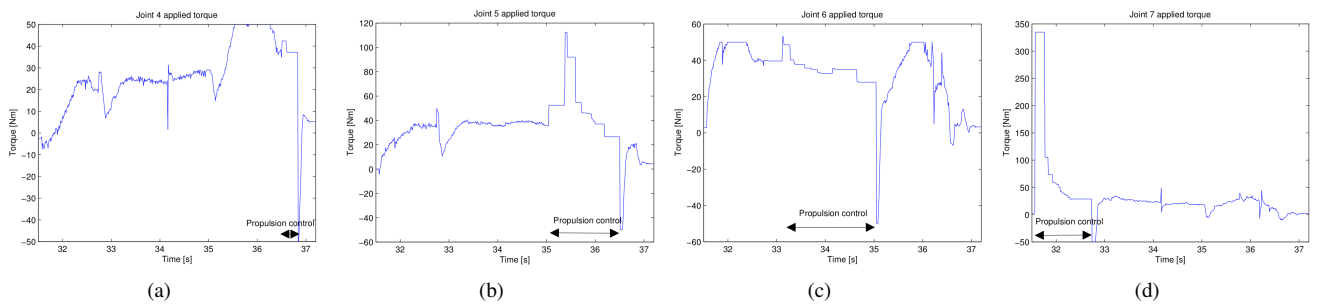 Joint 4 applied torque
50
40
30
20
10
0
−10
−20
−30
−40
−50
Torque [Nm]
Propulsion control
32 33 34 35 36 37
Time [s]
(a)
Joint 5 applied torque
120
100
80
60
40
20
0
−20
−40
−60
Torque [Nm]
Propulsion control
32 33 34 35 36 37
Time [s]
(b)
Joint 6 applied torque
60
40
20
0
−20
−40
−60
Torque [Nm]
Propulsion control
32 33 34 35 36 37
Time [s]
(c)
Joint 7 applied torque
350
300
250
200
150
100
50
0
−50
Torque [Nm]
Propulsion control
32 33 34 35 36 37
Time [s]
(d)